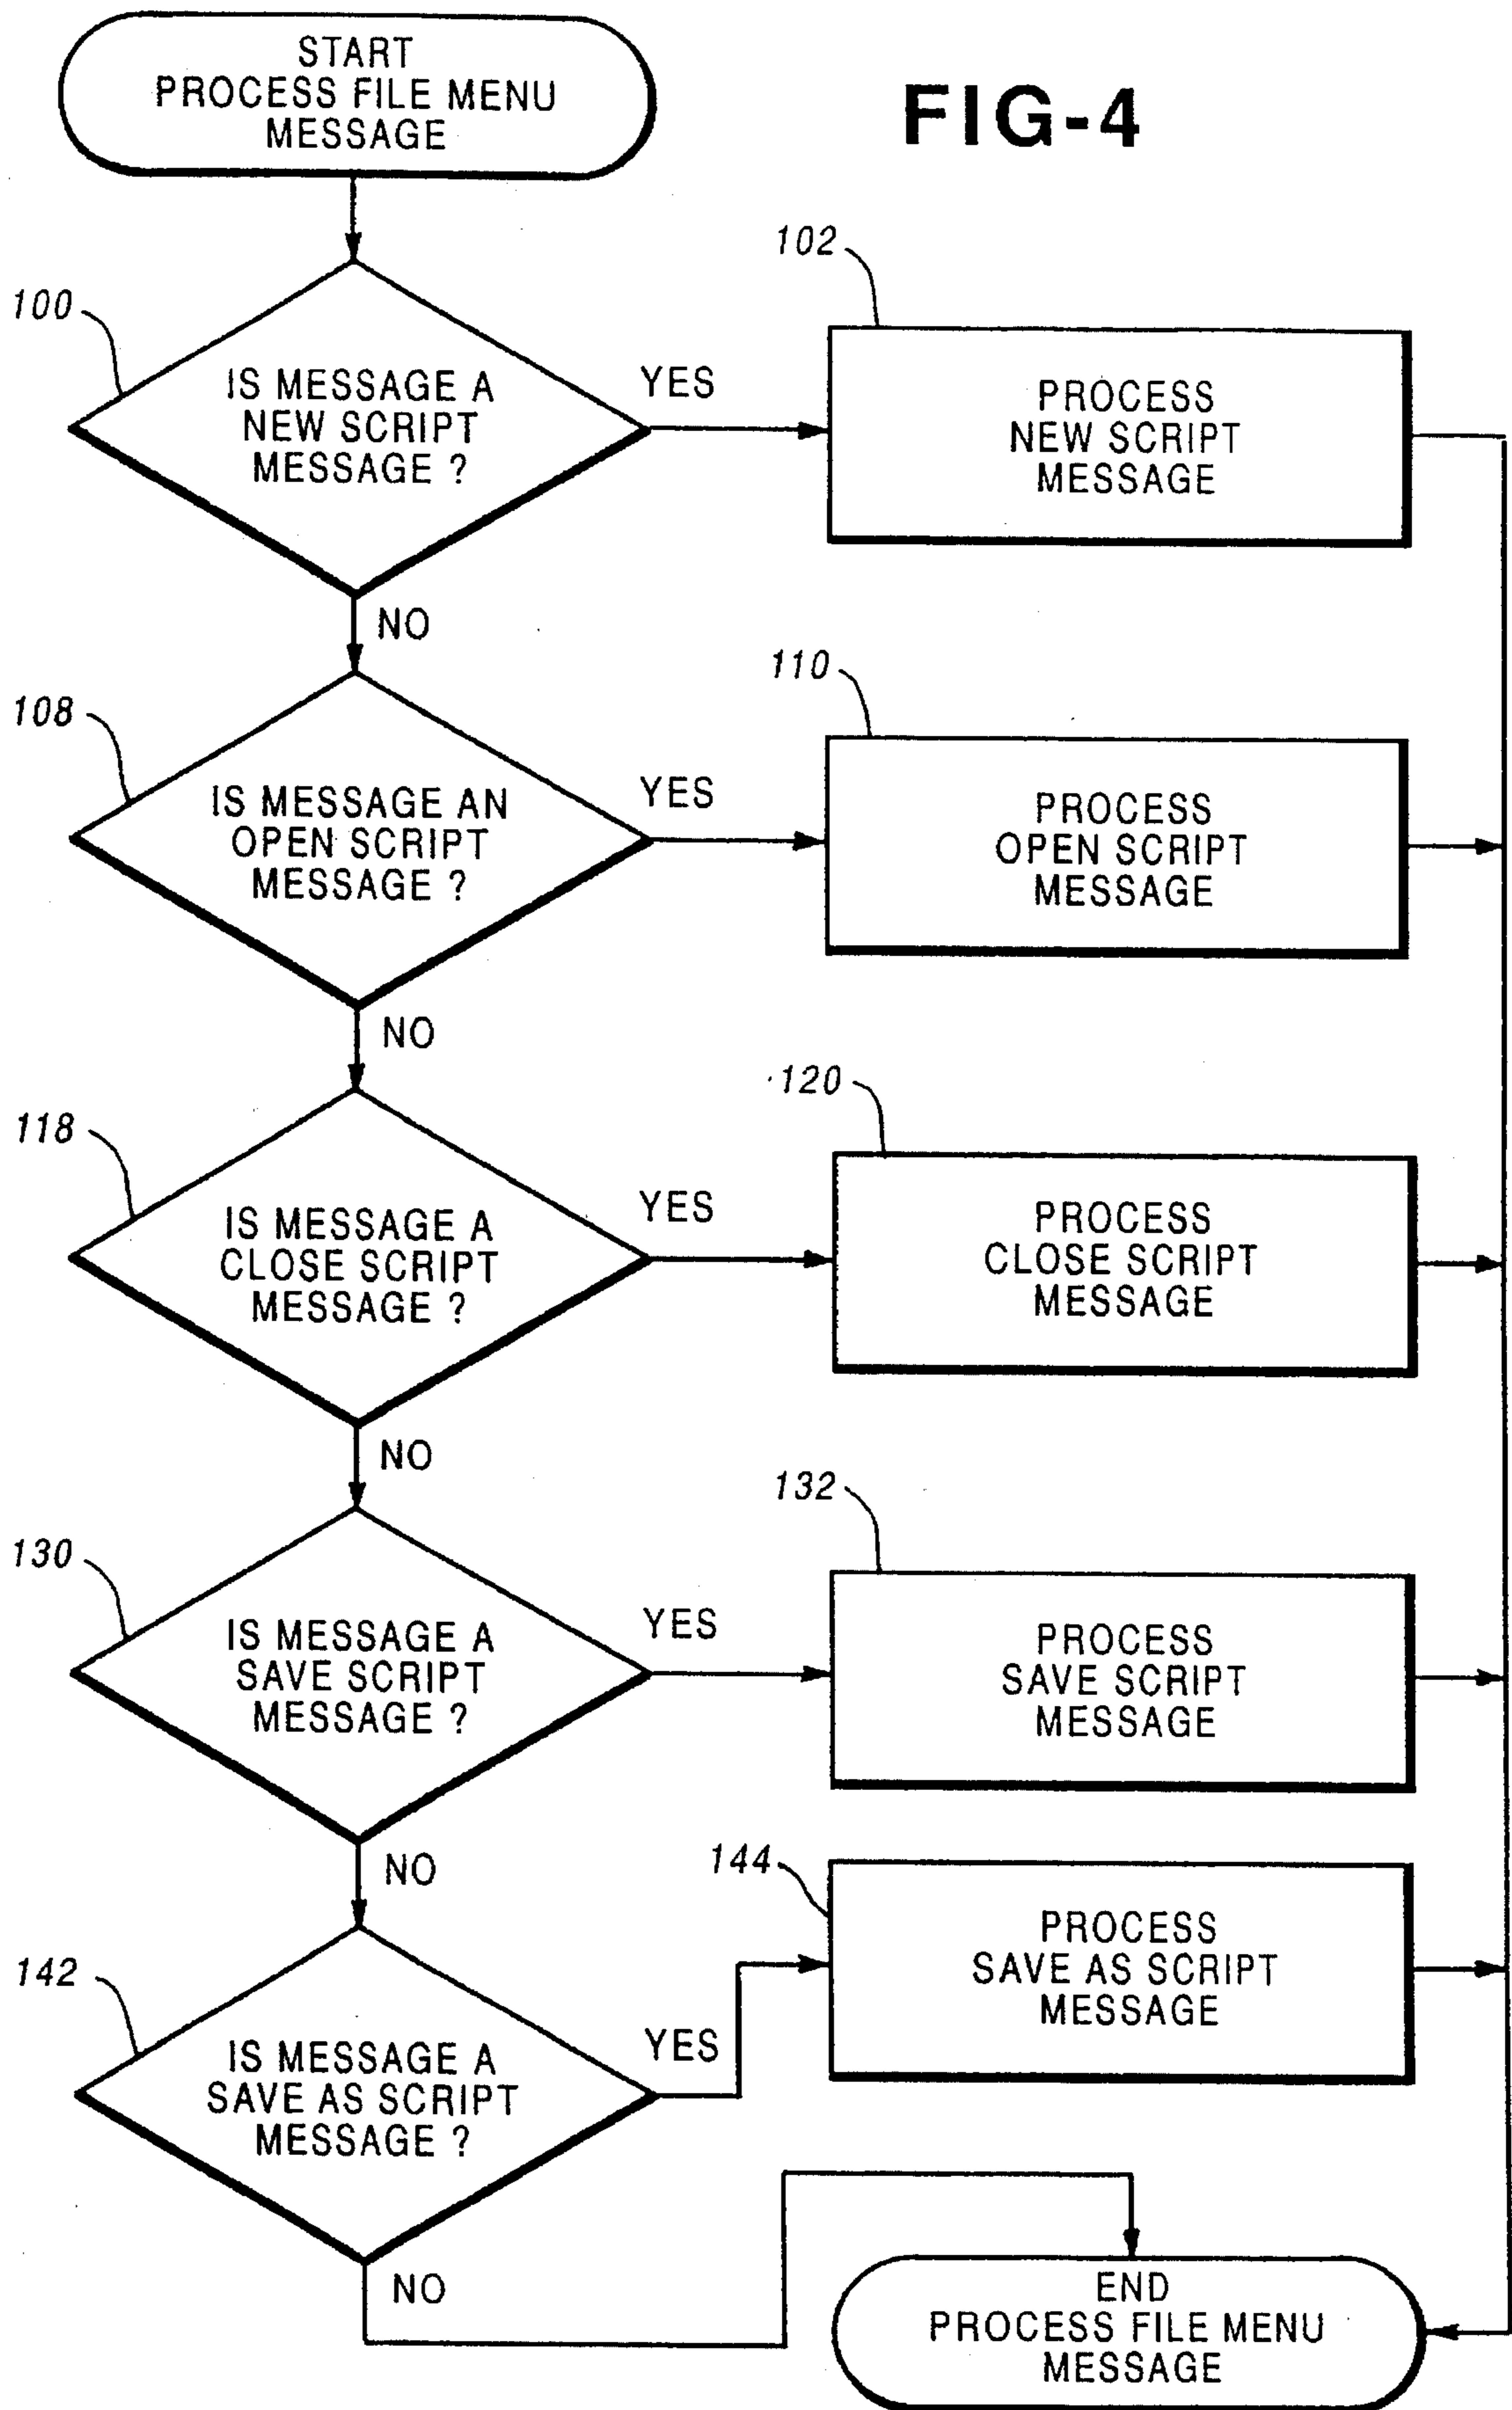 START
PROCESS FILE MENU
MESSAGE
FIG-4
100
IS MESSAGE A
NEW SCRIPT
MESSAGE ?
YES
102
PROCESS
NEW SCRIPT
MESSAGE
NO
108
IS MESSAGE AN
OPEN SCRIPT
MESSAGE ?
YES
110
PROCESS
OPEN SCRIPT
MESSAGE
NO
118
IS MESSAGE A
CLOSE SCRIPT
MESSAGE ?
YES
120
PROCESS
CLOSE SCRIPT
MESSAGE
NO
130
IS MESSAGE A
SAVE SCRIPT
MESSAGE ?
YES
132
PROCESS
SAVE SCRIPT
MESSAGE
NO
142
IS MESSAGE A
SAVE AS SCRIPT
MESSAGE ?
YES
144
PROCESS
SAVE AS SCRIPT
MESSAGE
NO
END
PROCESS FILE MENU
MESSAGE